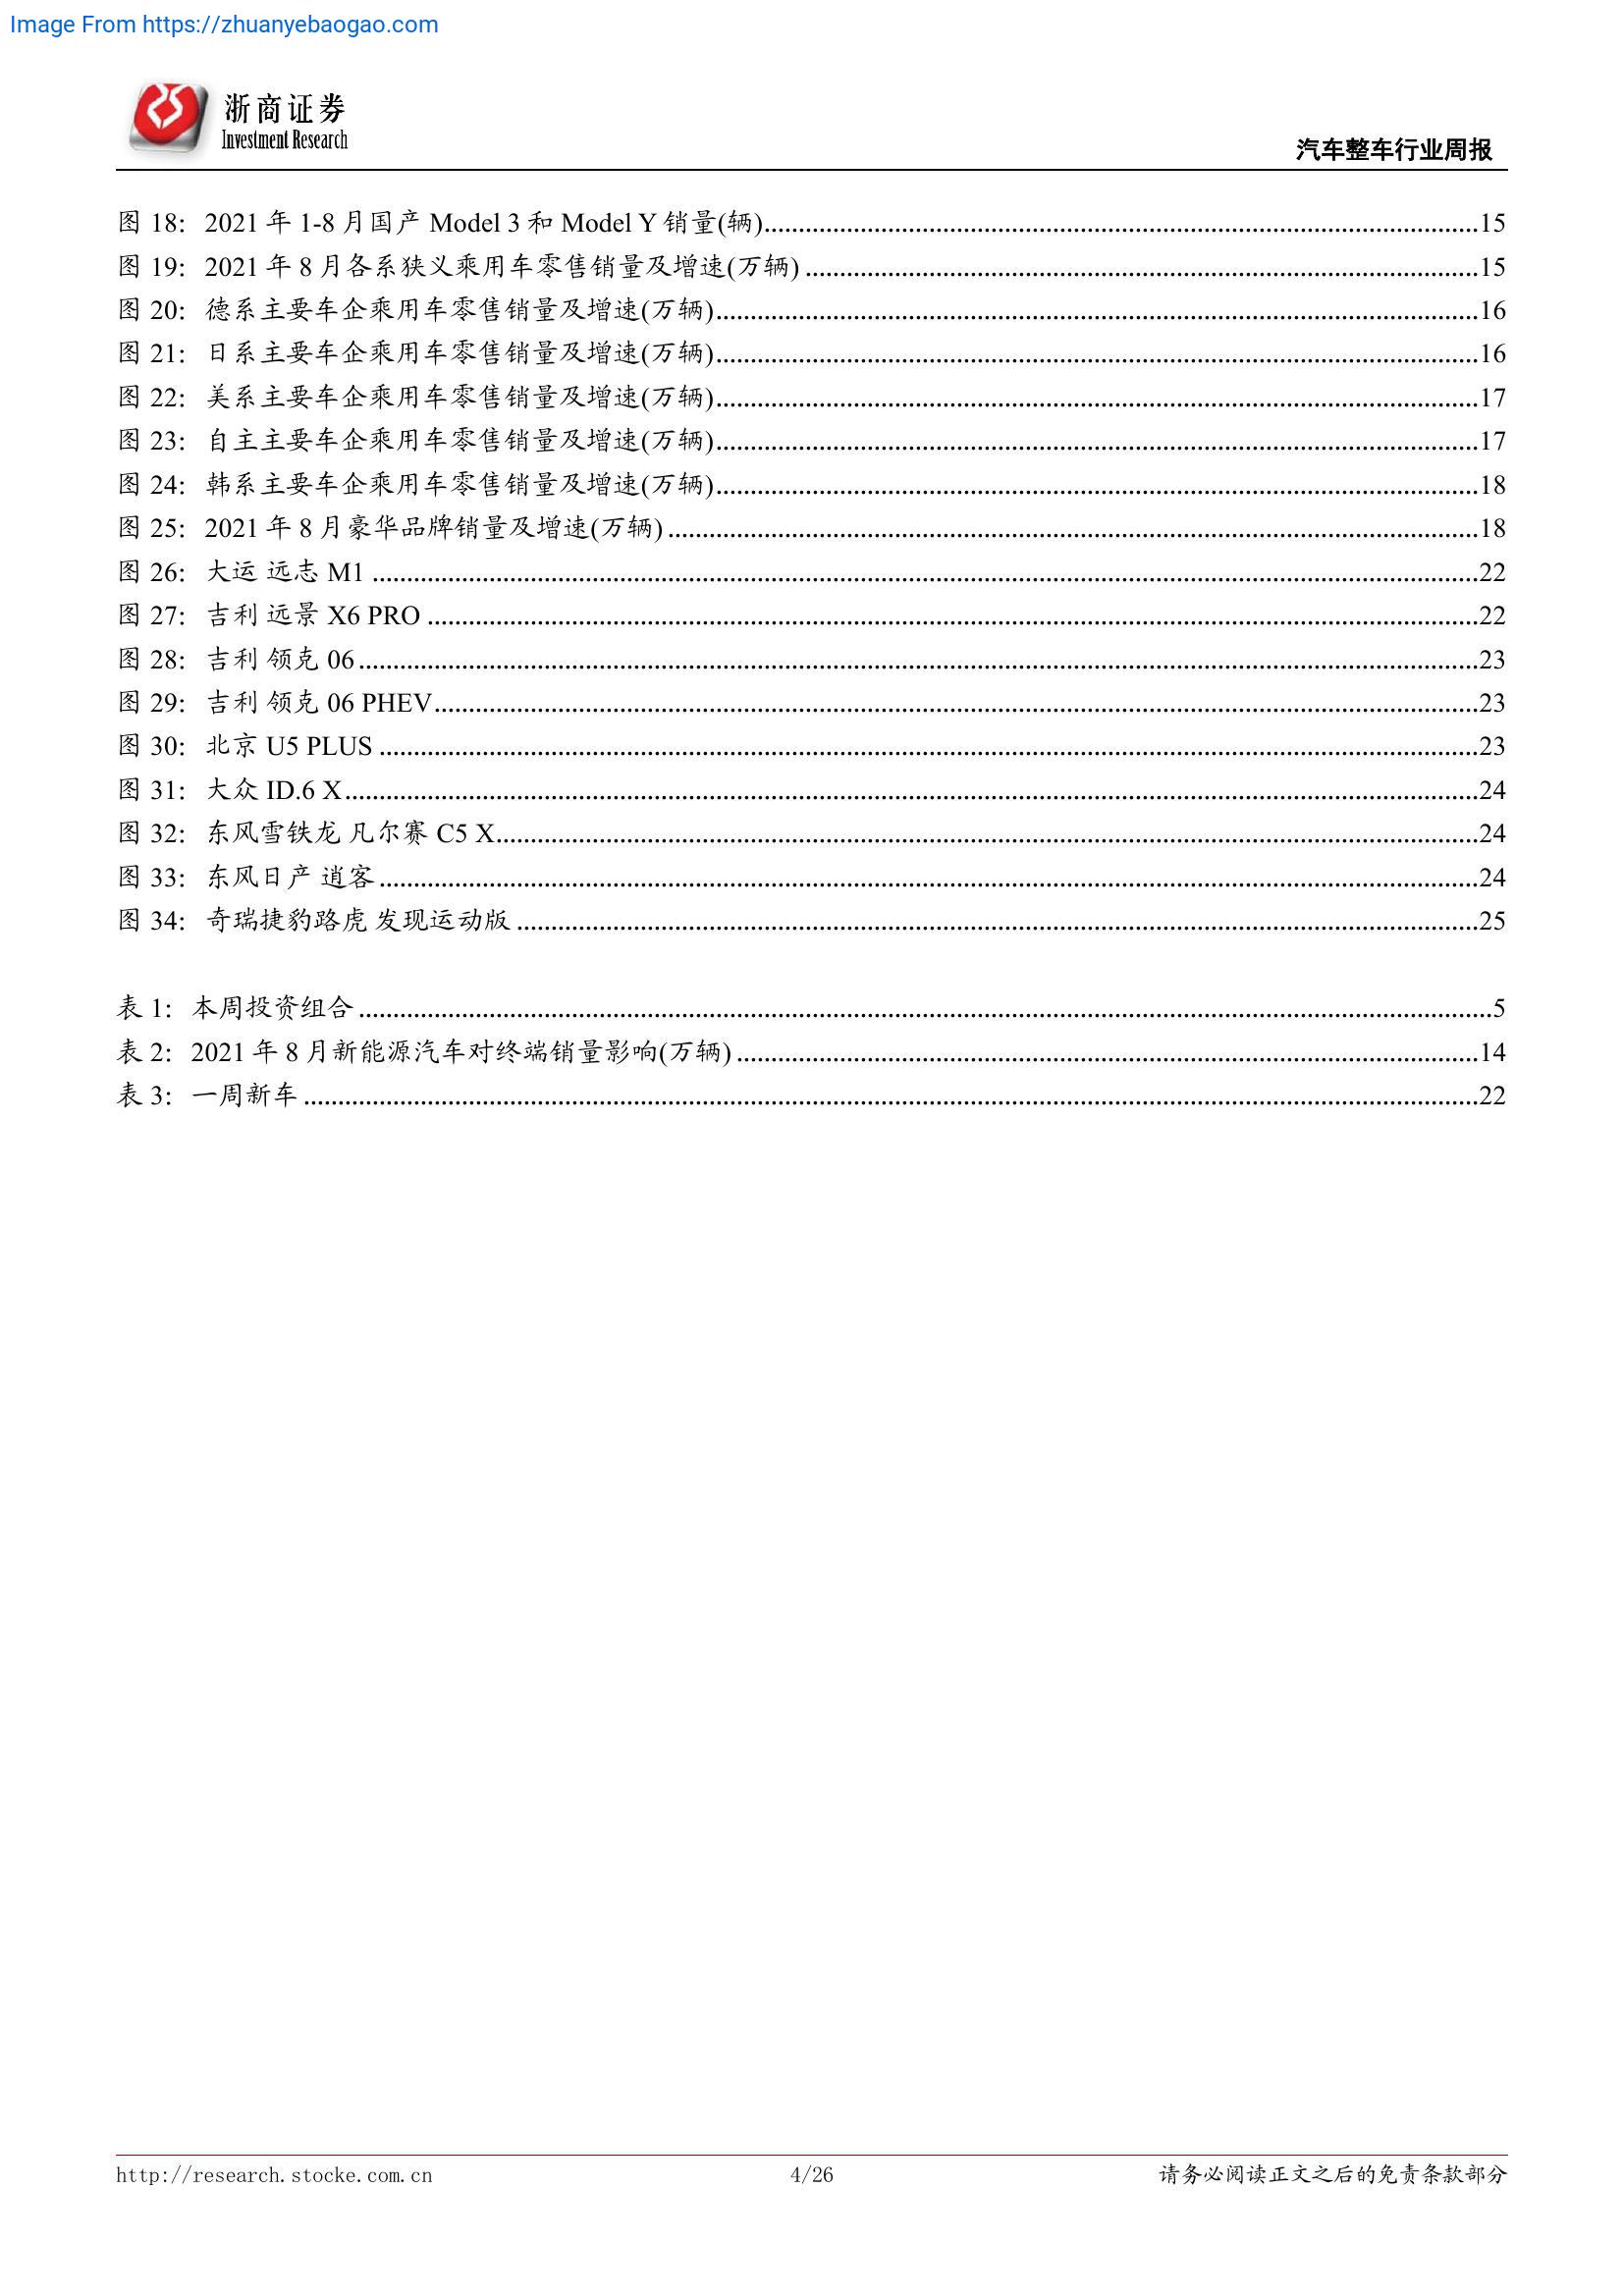 Image From https://zhuanyebaogao.com
浙商证券
Investment Research
汽车整车行业周报
图 18: 2021 年 1-8 月国产 Model 3 和 Model Y 销量(辆)...............15
图 19: 2021 年 8 月各系狭义乘用车零售销量及增速(万辆)...............15
图 20: 德系主要车企乘用车零售销量及增速(万辆)...............16
图 21: 日系主要车企乘用车零售销量及增速(万辆)...............16
图 22: 美系主要车企乘用车零售销量及增速(万辆)...............17
图 23: 自主主要车企乘用车零售销量及增速(万辆)...............17
图 24: 韩系主要车企乘用车零售销量及增速(万辆)...............18
图 25: 2021 年 8 月豪华品牌销量及增速(万辆)...............18
图 26: 大运 远志 M1...............22
图 27: 吉利 远景 X6 PRO...............22
图 28: 吉利 领克 06...............23
图 29: 吉利 领克 06 PHEV...............23
图 30: 北京 U5 PLUS...............23
图 31: 大众 ID.6 X...............24
图 32: 东风雪铁龙 凡尔赛 C5 X...............24
图 33: 东风日产 逍客...............24
图 34: 奇瑞捷豹路虎 发现运动版...............25
表 1: 本周投资组合...............5
表 2: 2021 年 8 月新能源汽车对终端销量影响(万辆)...............14
表 3: 一周新车...............22
http://research.stocke.com.cn
4/26
请务必阅读正文之后的免责条款部分